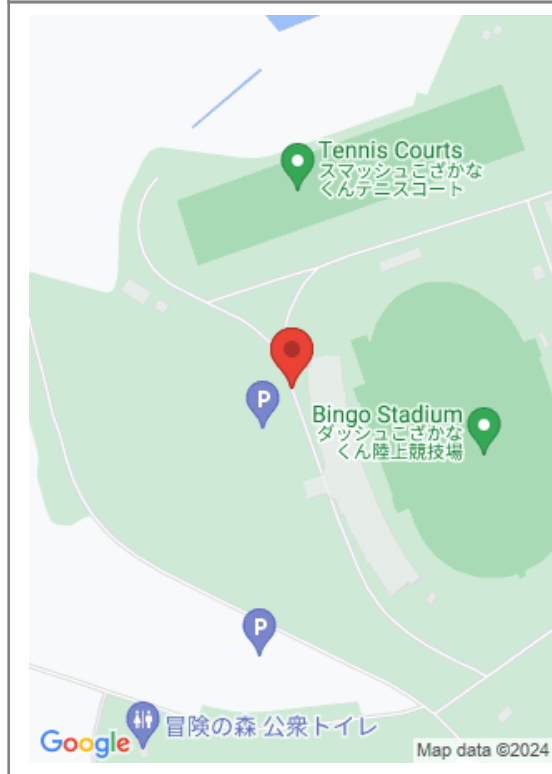 Tennis Courts
スマッシュこざかな
くんテニスコート
P
Bingo Stadium
ダッシュこざかな
くん陸上競技場
P
冒険の森 公衆トイレ
Google
Map data ©2024